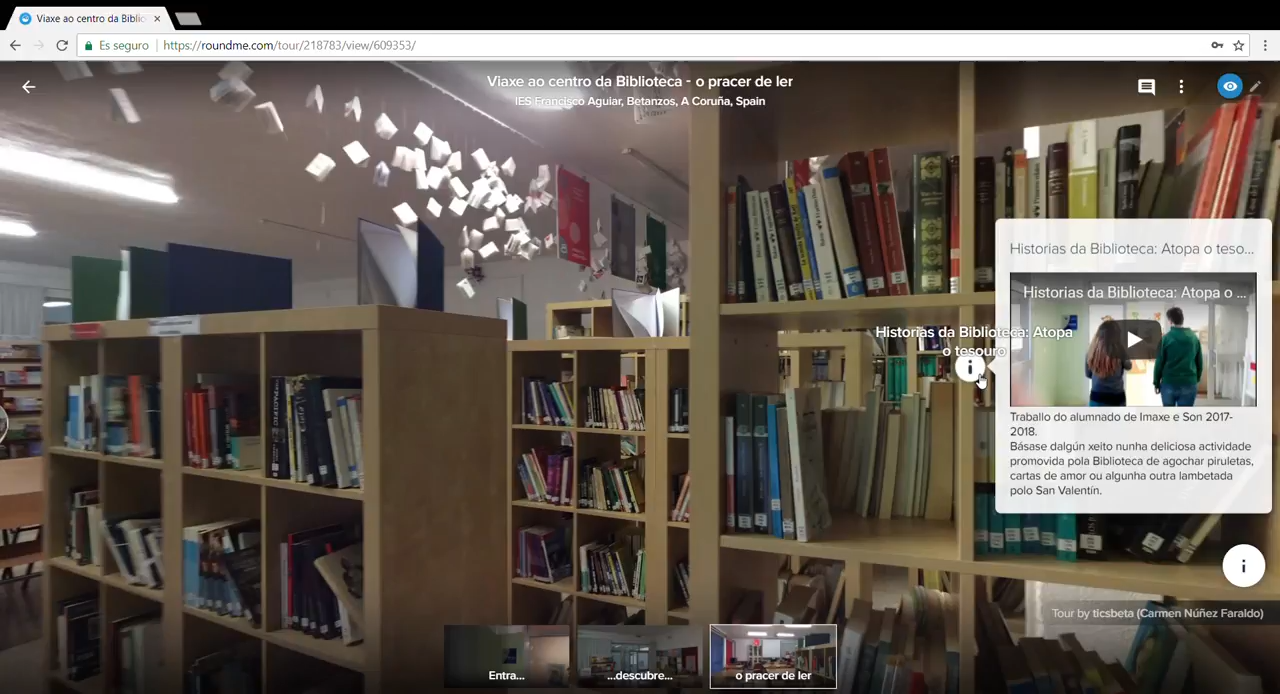 Viaxe ao centro da Biblio
Es seguro
https://roundme.com/tour/218783/view/609353/
Viaxe ao centro da Biblioteca - o pracer de ler
IES Francisco Aguiar, Betanzos, A Coruña, Spain
Historias da Biblioteca: Atopa o teso...
Historias da Biblioteca: Atopa o ...
Historias da Biblioteca: Atopa
o tesouro
i
Traballo do alumnado de Imaxe e Son 2017-
2018.
Básase dalgún xeito nunha deliciosa actividade
promovida pola Biblioteca de agochar piruletas,
cartas de amor ou algunha outra lambetada
polo San Valentín.
i
Tour by ticsbeta (Carmen Núñez Faraldo)
Entra...
...descubre...
o pracer de ler